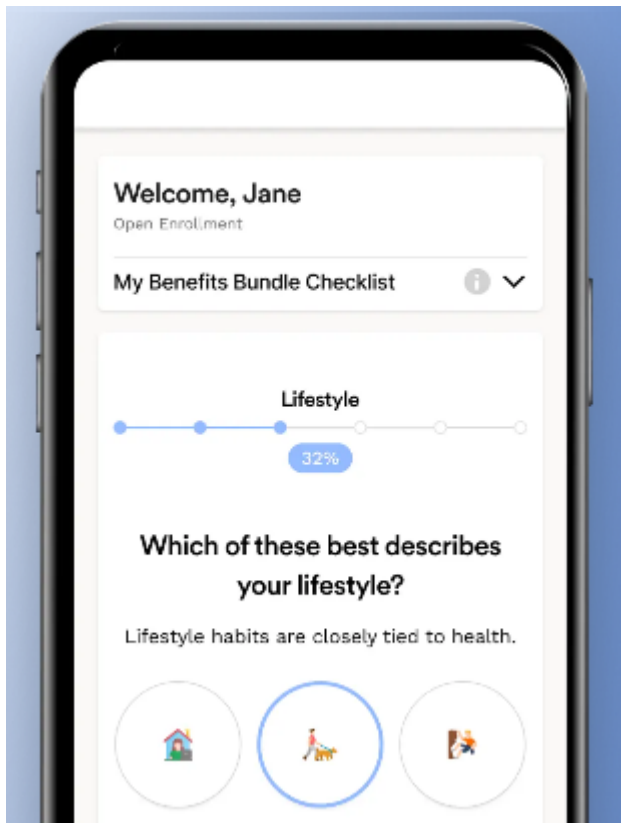 Welcome, Jane
Open Enrollment
My Benefits Bundle Checklist
Lifestyle
32%
Which of these best describes
your lifestyle?
Lifestyle habits are closely tied to health.